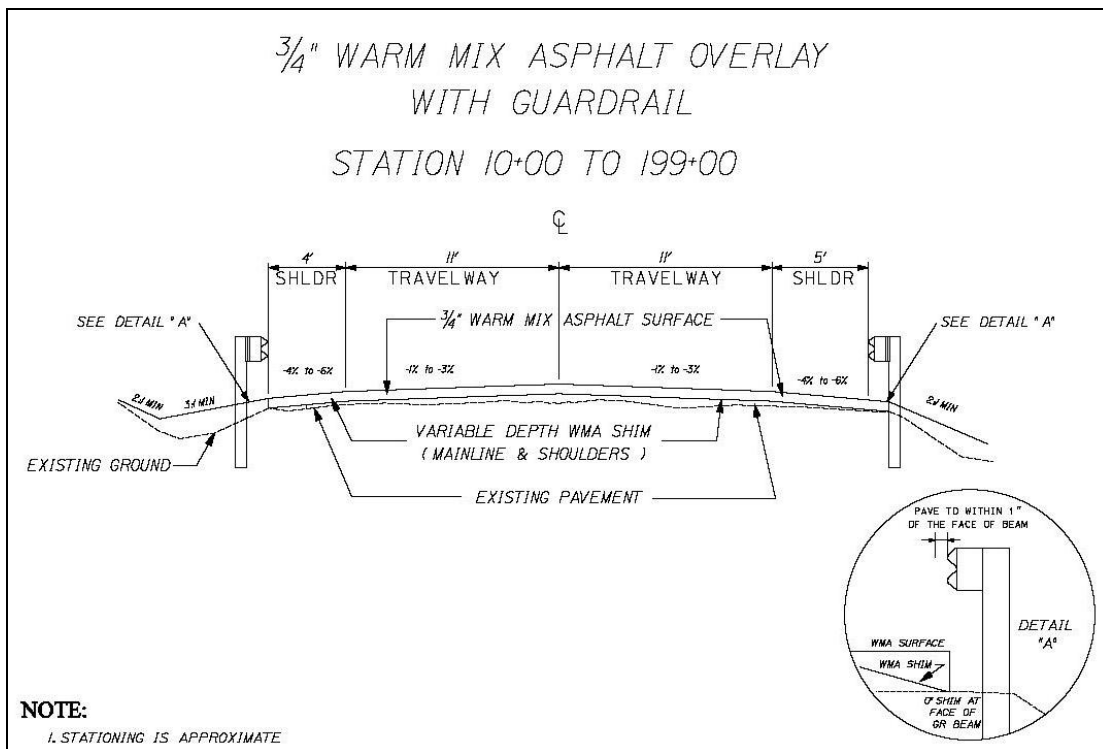 3/4" WARM MIX ASPHALT OVERLAY
WITH GUARDRAIL
STATION 10+00 TO 199+00
℄
4' 11' 11' 5'
SHLDR TRAVELWAY TRAVELWAY SHLDR
SEE DETAIL "A" 3/4" WARM MIX ASPHALT SURFACE SEE DETAIL "A"
-4% to -6% -1% to -3% -1% to -3% -4% to -6%
2:1 MIN 3:1 MIN 2:1 MIN
VARIABLE DEPTH WMA SHIM
( MAINLINE & SHOULDERS )
EXISTING GROUND
EXISTING PAVEMENT
PAVE TO WITHIN 1"
OF THE FACE OF BEAM
DETAIL
"A"
WMA SURFACE
WMA SHIM
0" SHIM AT
FACE OF
GR BEAM
NOTE:
1. STATIONING IS APPROXIMATE